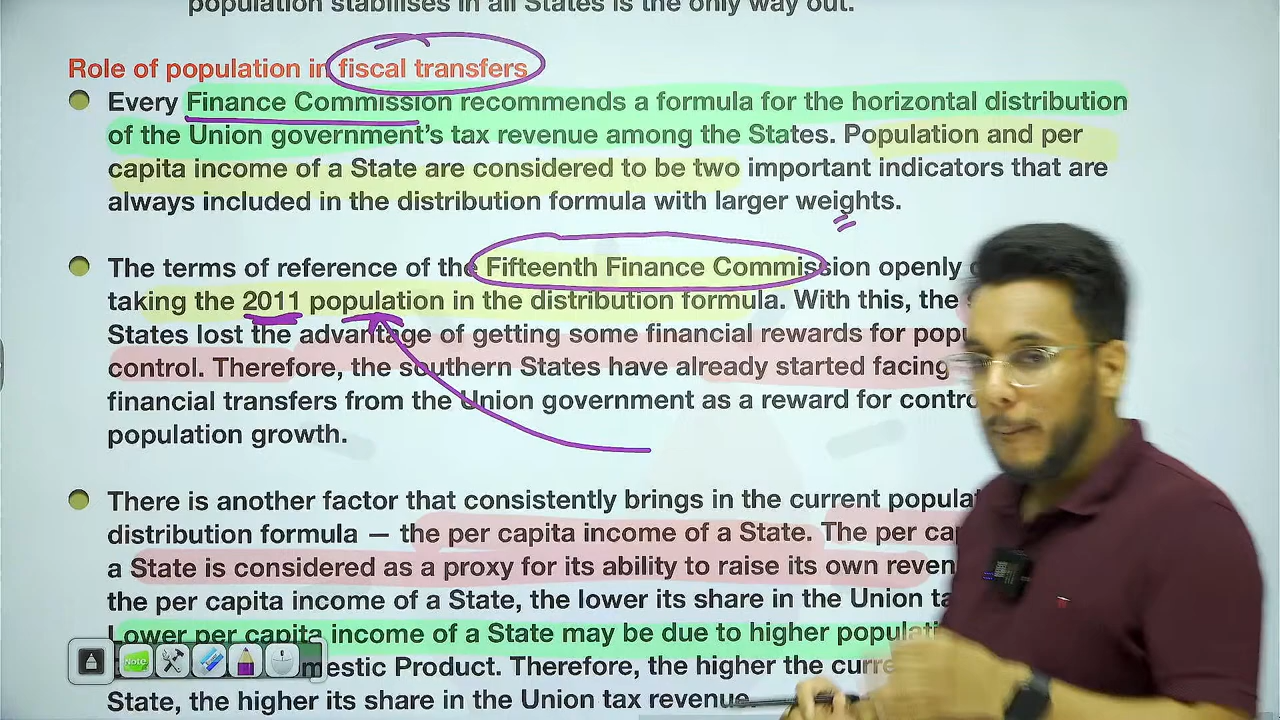 population stabilises in all States is the only way out.
Role of population in fiscal transfers
Every Finance Commission recommends a formula for the horizontal distribution
of the Union government's tax revenue among the States. Population and per
capita income of a State are considered to be two important indicators that are
always included in the distribution formula with larger weights.
The terms of reference of the Fifteenth Finance Commission openly
taking the 2011 population in the distribution formula. With this, the
States lost the advantage of getting some financial rewards for
control. Therefore, the southern States have already started facing
financial transfers from the Union government as a reward for
population growth.
There is another factor that consistently brings in the current
distribution formula — the per capita income of a State. The per
a State is considered as a proxy for its ability to raise its own
the per capita income of a State, the lower its share in the Union
Lower per capita income of a State may be due to higher
Product. Therefore, the higher the
State, the higher its share in the Union tax revenue.
Note